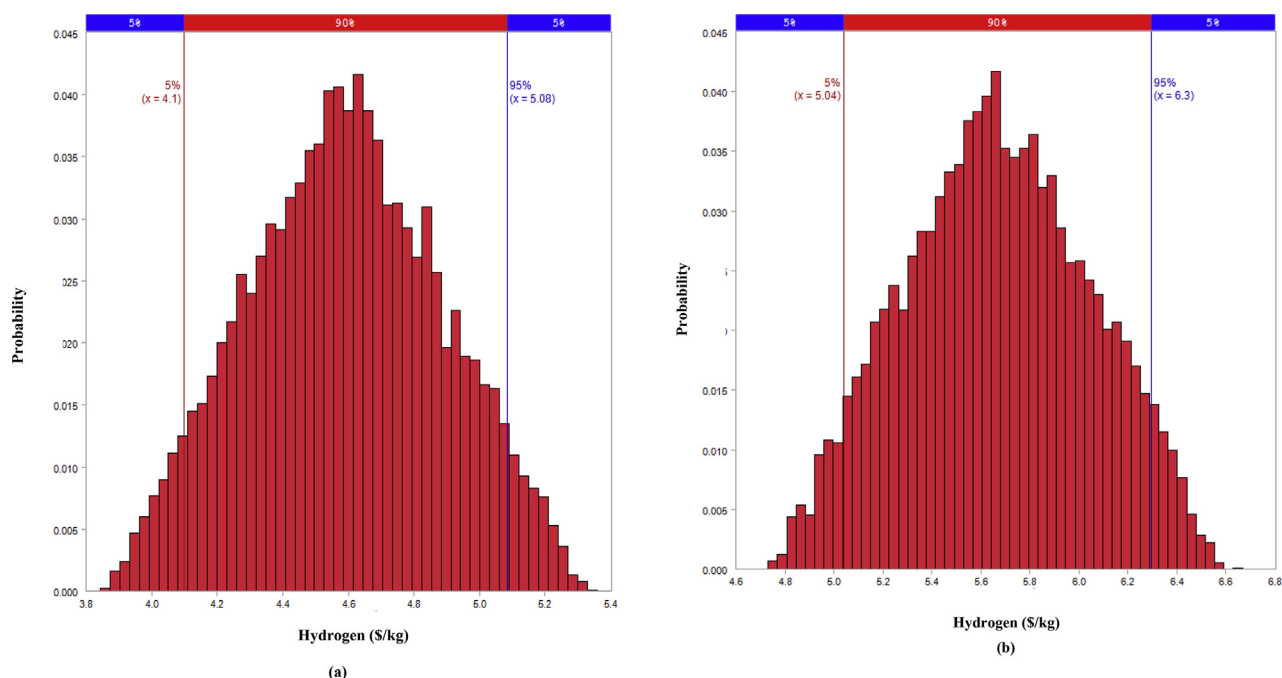 5% 90% 5%
0.045
0.040
0.035
0.030
.025
.020
0.015
0.010
0.005
0.000
5%
(x = 4.1)
95%
(x = 5.08)
3.8 4.0 4.2 4.4 4.6 4.8 5.0 5.2 5.4
Probability
Hydrogen ($/kg)
(a)
5% 90% 5%
0.045
0.040
0.035
0.030
0.015
0.010
0.005
0.000
5%
(x = 5.04)
95%
(x = 6.3)
4.6 4.8 5.0 5.2 5.4 5.6 5.8 6.0 6.2 6.4 6.6 6.8
Probability
Hydrogen ($/kg)
(b)